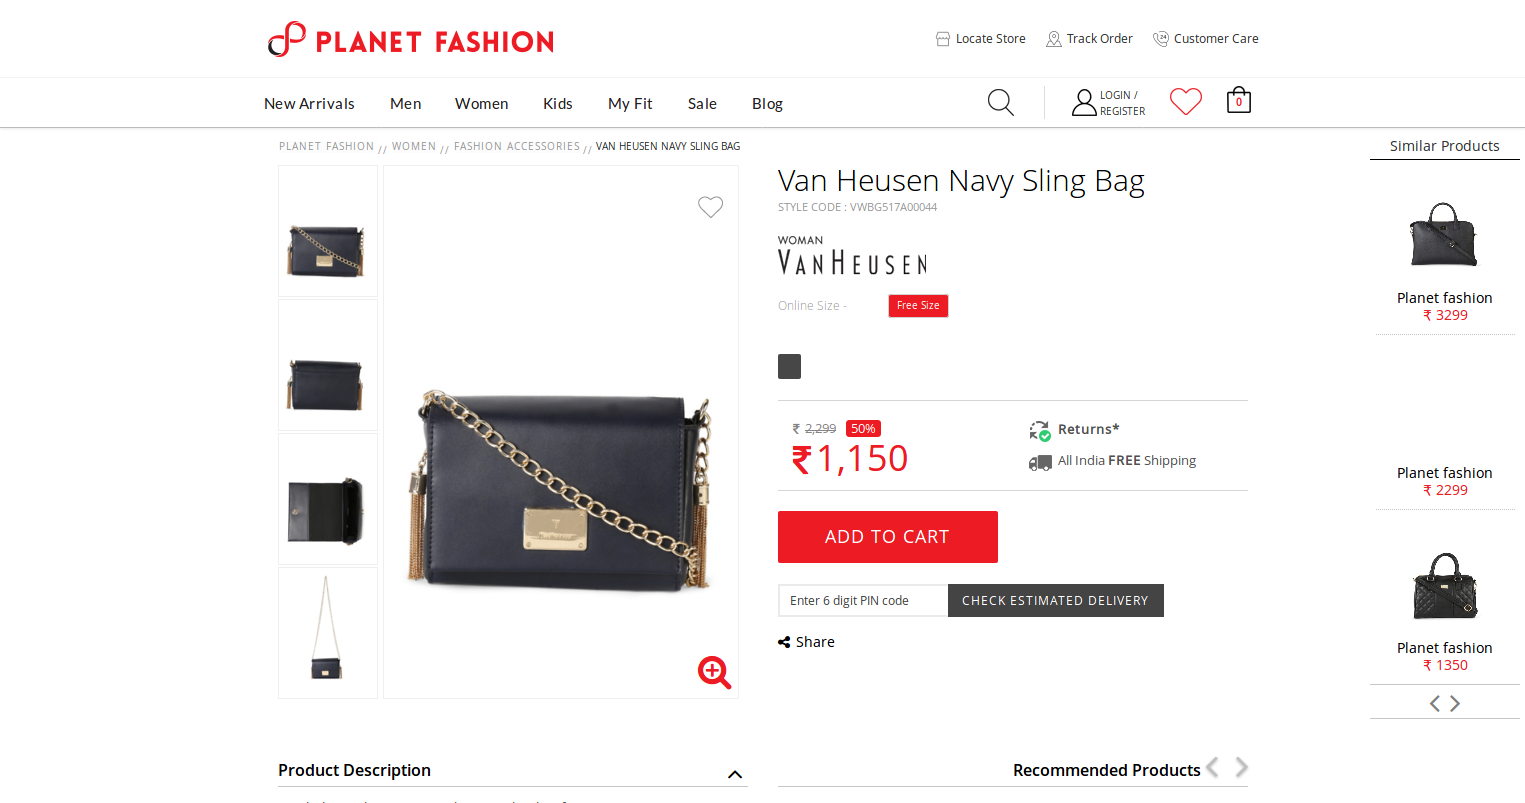 PLANET FASHION
Locate Store
Track Order
24
Customer Care
New Arrivals
Men
Women
Kids
My Fit
Sale
Blog
LOGIN /
REGISTER
0
PLANET FASHION // WOMEN // FASHION ACCESSORIES // VAN HEUSEN NAVY SLING BAG
Van Heusen Navy Sling Bag
STYLE CODE : VWBG517A00044
WOMAN
VAN HEUSEN
Online Size -
Free Size
₹ 2,299 50%
₹1,150
Returns*
All India FREE Shipping
ADD TO CART
Enter 6 digit PIN code
CHECK ESTIMATED DELIVERY
Share
Similar Products
Planet fashion
₹ 3299
Planet fashion
₹ 2299
Planet fashion
₹ 1350
Product Description
Recommended Products